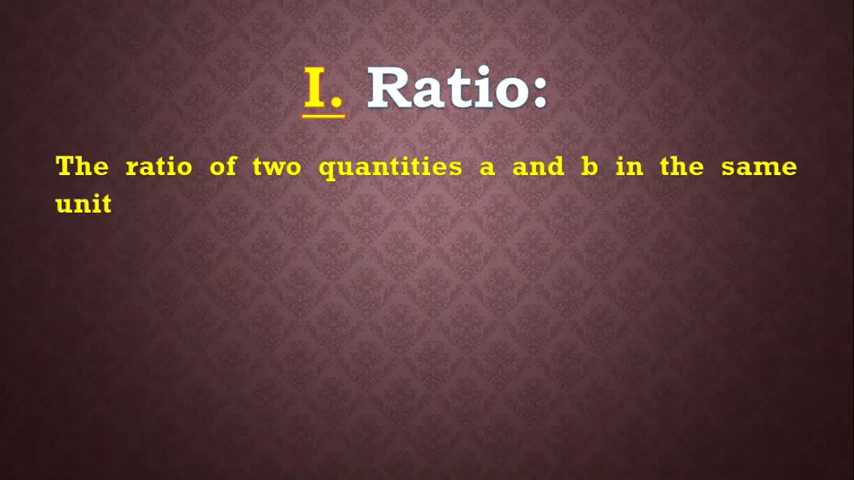 I. Ratio:
The ratio of two quantities a and b in the same
unit